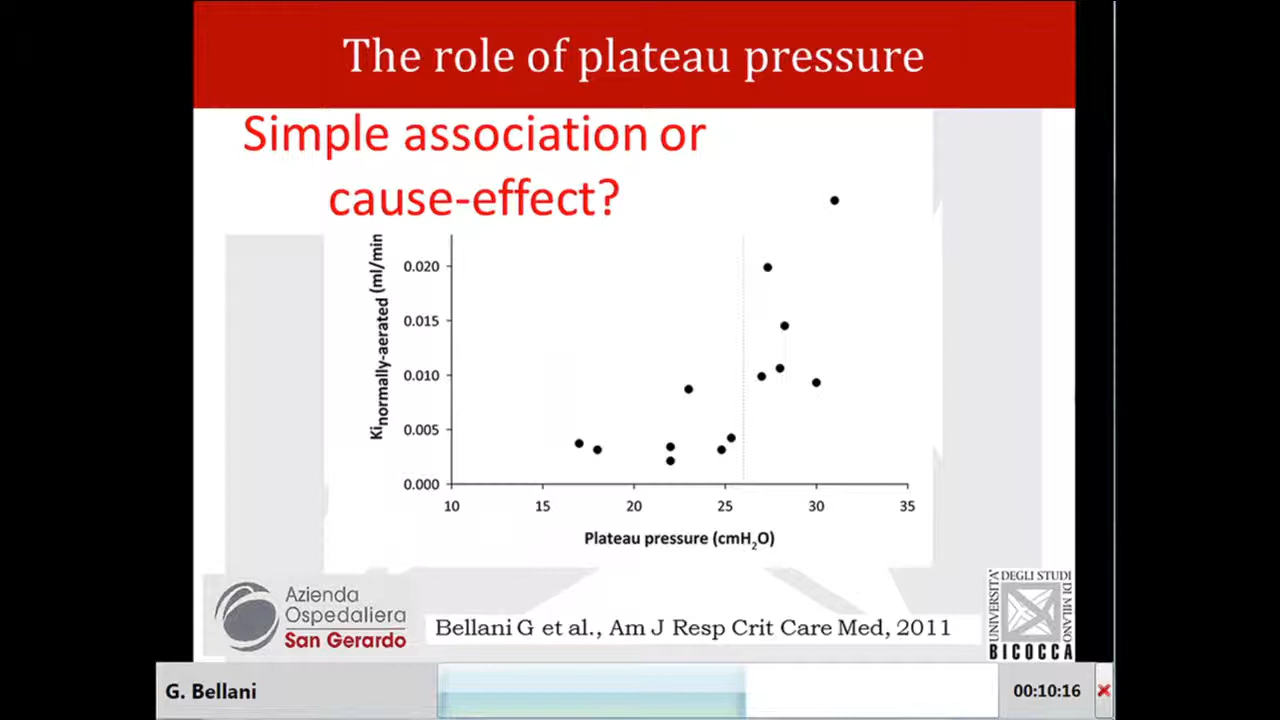 The role of plateau pressure
Simple association or
cause-effect?
Ki normally-aerated (ml/min
0.020
0.015
0.010
0.005
0.000
10 15 20 25 30 35
Plateau pressure (cmH2O)
Azienda
Ospedaliera
San Gerardo
Bellani G et al., Am J Resp Crit Care Med, 2011
UNIVERSITA'
DEGLI STUDI
DI MILANO
BICOCCA
G. Bellani
00:10:16